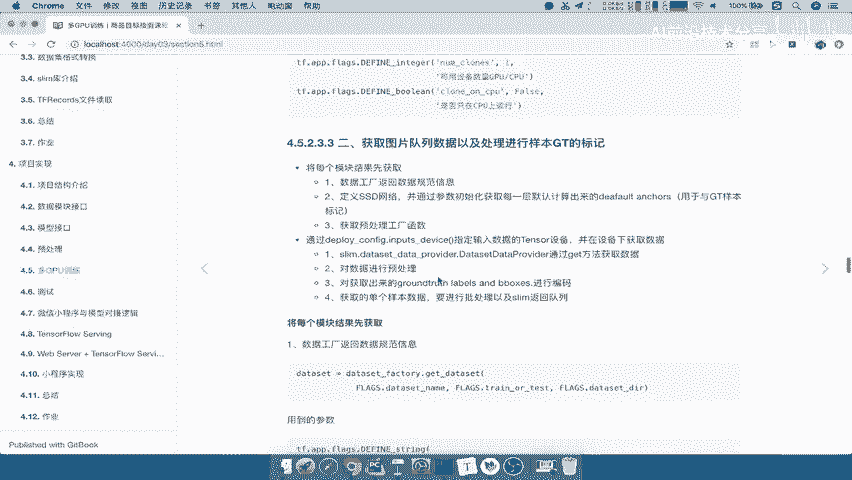 Chrome 文件 修改 视图 历史记录 书签 其他人 电动窗 帮助
100%
多GPU训练 | 商品目标检测课论
localhost:4000/day03/section5.html
3.3. 数据集格式转换
3.4. slim库介绍
3.5. TFRecords文件读取
3.6. 总结
3.7. 作业
4. 项目实现
4.1. 项目结构介绍
4.2. 数据模块接口
4.3. 模型接口
4.4. 预处理
4.5. 多GPU训练
4.6. 测试
4.7. 微信小程序与模型对接逻辑
4.8. TensorFlow Serving
4.9. Web Server + TensorFlow Servi...
4.10. 小程序实现
4.11. 总结
4.12. 作业
Published with GitBook
tf.app.flags.DEFINE_integer('num_clones', 1,
'可用设备数量GPU/CPU')
tf.app.flags.DEFINE_boolean('clone_on_cpu', False,
'是否只在CPU上运行')
4.5.2.3.3 二、获取图片队列数据以及处理进行样本GT的标记
• 将每个模块结果先获取
1、数据工厂返回数据规范信息
2、定义SSD网络，并通过参数初始化获取每一层默认计算出来的deafault anchors（用于与GT样本
标记）
3、获取预处理工厂函数
• 通过deploy_config.inputs_device()指定输入数据的Tensor设备，并在设备下获取数据
1、slim.dataset_data_provider.DatasetDataProvider通过get方法获取数据
2、对数据进行预处理
3、对获取出来的groundtruth labels and bboxes.进行编码
4、获取的单个样本数据，要进行批处理以及slim返回队列
将每个模块结果先获取
1、数据工厂返回数据规范信息
dataset = dataset_factory.get_dataset(
FLAGS.dataset_name, FLAGS.train_or_test, fLAGS.dataset_dir)
用到的参数
tf.app.flags.DEFINE_string(